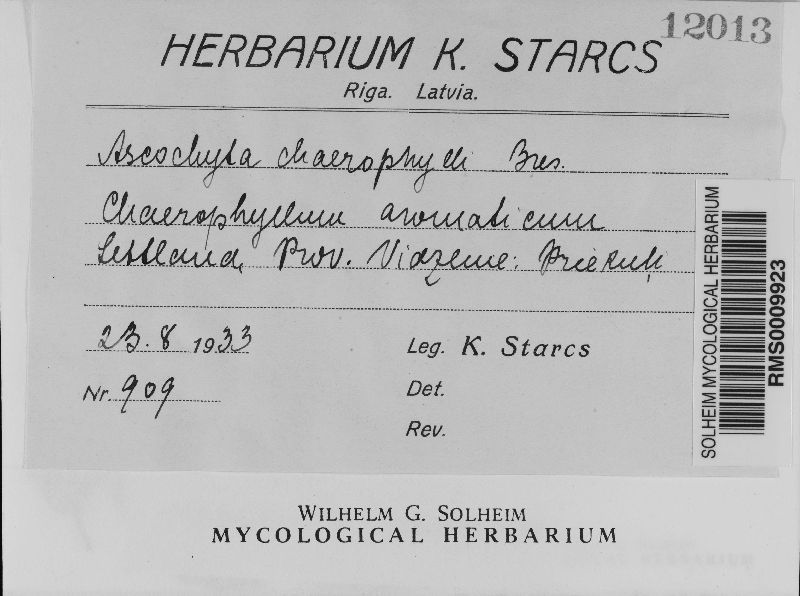 12013
HERBARIUM K. STARCS
Riga. Latvia.
Ascochyta chaerophylli Bres.
Chaerophyllum aromaticum
Lettland, Prov. Vidzeme: Priekuļi
23. 8 1933
Leg. K. Starcs
Nr. 909
Det.
Rev.
SOLHEIM MYCOLOGICAL HERBARIUM
RMS0009923
WILHELM G. SOLHEIM
MYCOLOGICAL HERBARIUM